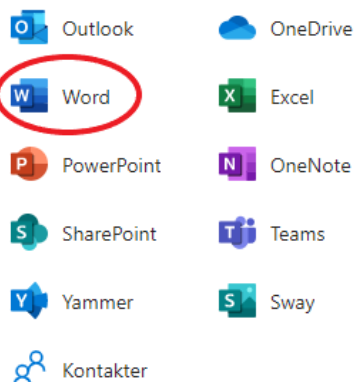 Outlook OneDrive
Word Excel
PowerPoint OneNote
SharePoint Teams
Yammer Sway
Kontakter